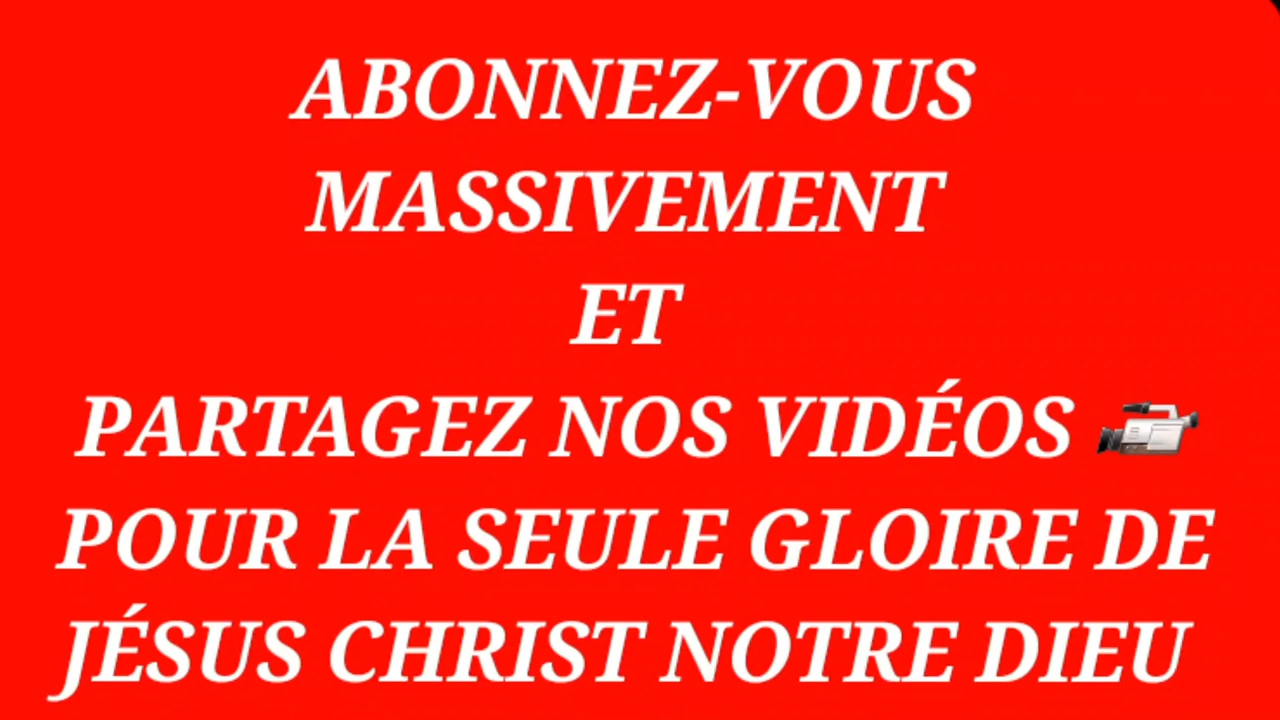 ABONNEZ-VOUS
MASSIVEMENT
ET
PARTAGEZ NOS VIDÉOS 📹
POUR LA SEULE GLOIRE DE
JÉSUS CHRIST NOTRE DIEU